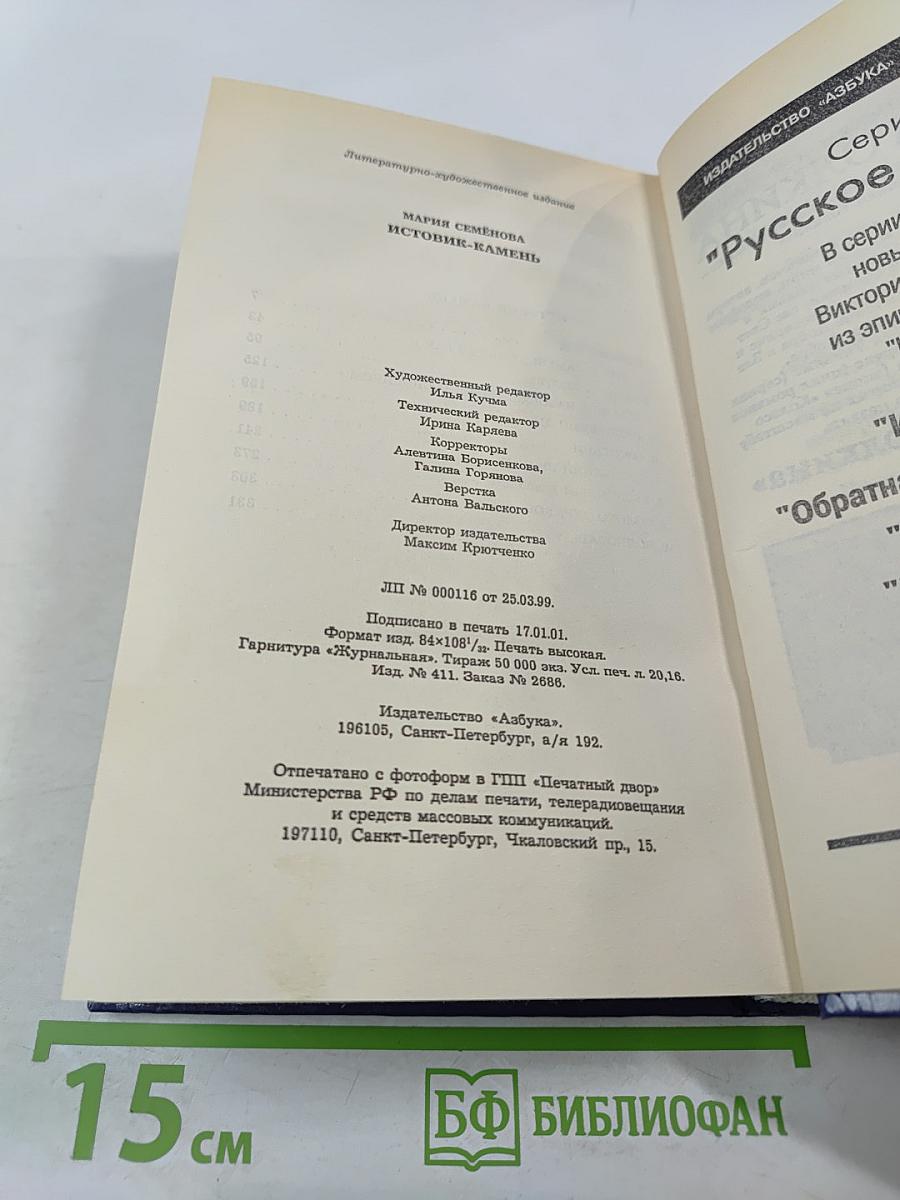 Литературно-художественное издание
МАРИЯ СЕМЁНОВА
ИСТОВИК-КАМЕНЬ
Художественный редактор
Илья Кучма
Технический редактор
Ирина Каряева
Корректоры
Алевтина Борисенкова,
Галина Горянова
Верстка
Антона Вальского
Директор издательства
Максим Крютченко
ЛП № 000116 от 25.03.99.
Подписано в печать 17.01.01.
Формат изд. 84×108¹/₃₂. Печать высокая.
Гарнитура «Журнальная». Тираж 50 000 экз. Усл. печ. л. 20,16.
Изд. № 411. Заказ № 2686.
Издательство «Азбука».
196105, Санкт-Петербург, а/я 192.
Отпечатано с фотоформ в ГПП «Печатный двор»
Министерства РФ по делам печати, телерадиовещания
и средств массовых коммуникаций.
197110, Санкт-Петербург, Чкаловский пр., 15.
ИЗДАТЕЛЬСТВО «АЗБУКА»
Сери
"Русское
В серии
новы
Виктори
из эпи
"Обратна
15 см
БФ БИБЛИОФАН